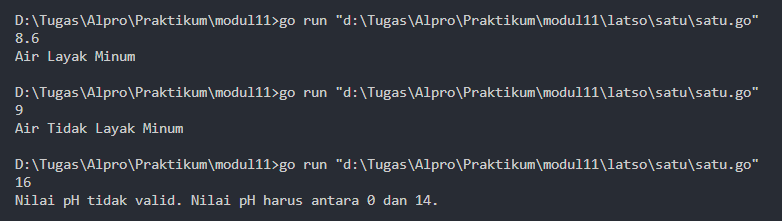 D:\Tugas\Alpro\Praktikum\modul11>go run "d:\Tugas\Alpro\Praktikum\modul11\latso\satu\satu.go"
8.6
Air Layak Minum
D:\Tugas\Alpro\Praktikum\modul11>go run "d:\Tugas\Alpro\Praktikum\modul11\latso\satu\satu.go"
9
Air Tidak Layak Minum
D:\Tugas\Alpro\Praktikum\modul11>go run "d:\Tugas\Alpro\Praktikum\modul11\latso\satu\satu.go"
16
Nilai pH tidak valid. Nilai pH harus antara 0 dan 14.